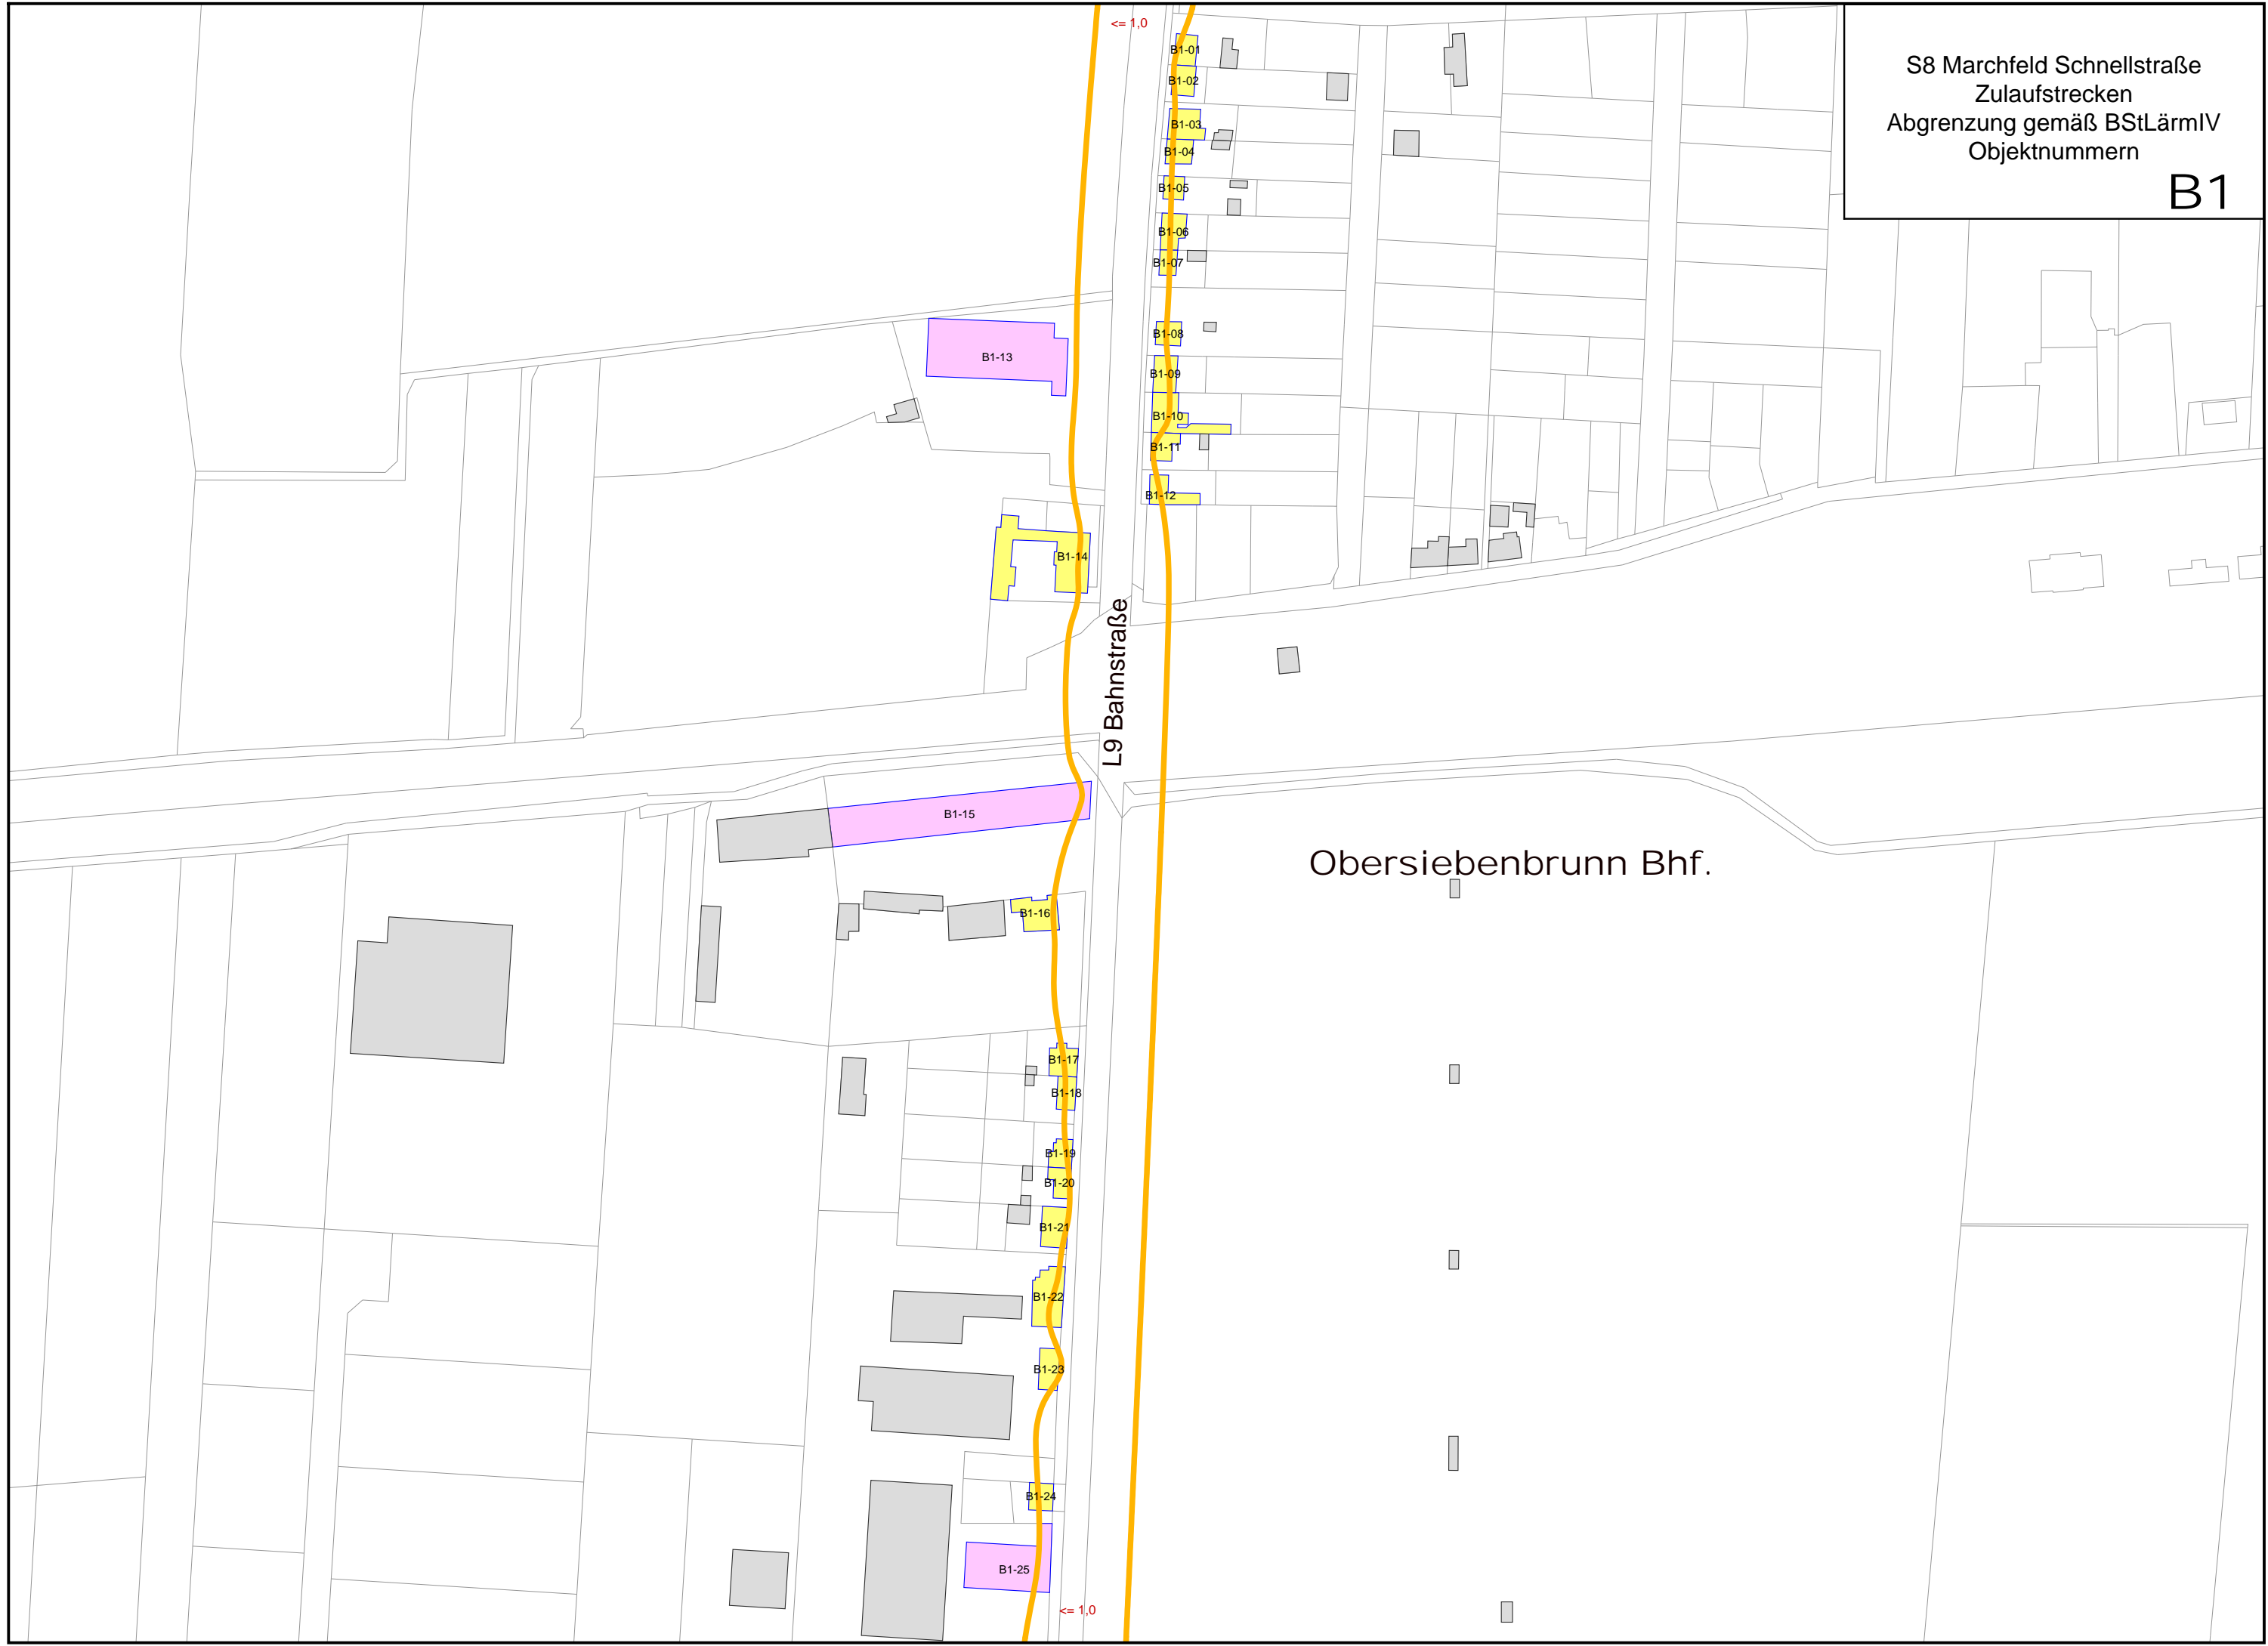 <= 1,0
S8 Marchfeld Schnellstraße
Zulaufstrecken
Abgrenzung gemäß BStLärmIV
Objektnummern
B1
B1-01
B1-02
B1-03
B1-04
B1-05
B1-06
B1-07
B1-08
B1-13
B1-09
B1-10
B1-11
B1-12
B1-14
L9 Bahnstraße
B1-15
Obersiebenbrunn Bhf.
B1-16
B1-17
B1-18
B1-19
B1-20
B1-21
B1-22
B1-23
B1-24
B1-25
<= 1,0